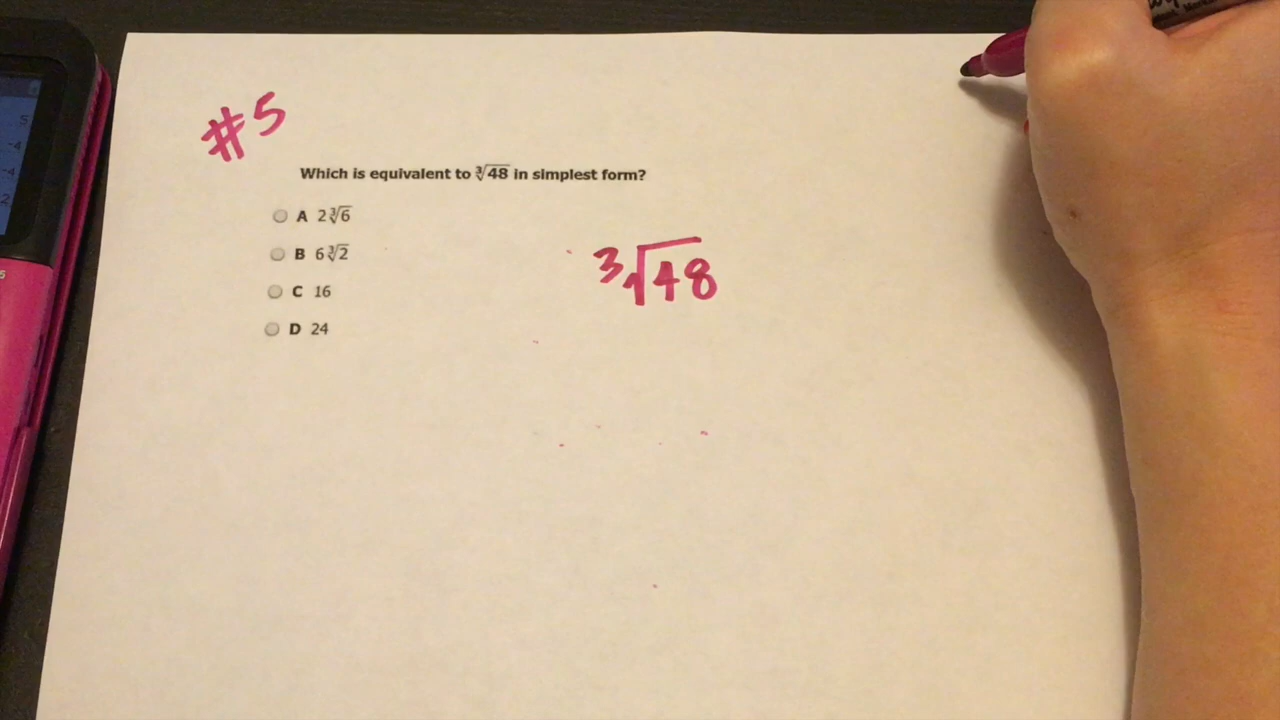 #5
Which is equivalent to ∛48 in simplest form?
A 2∛6
B 6∛2
C 16
D 24
∛48